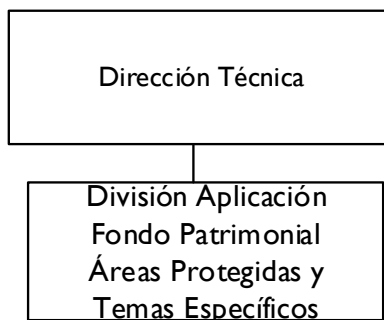 Dirección Técnica
División Aplicación
Fondo Patrimonial
Áreas Protegidas y
Temas Específicos